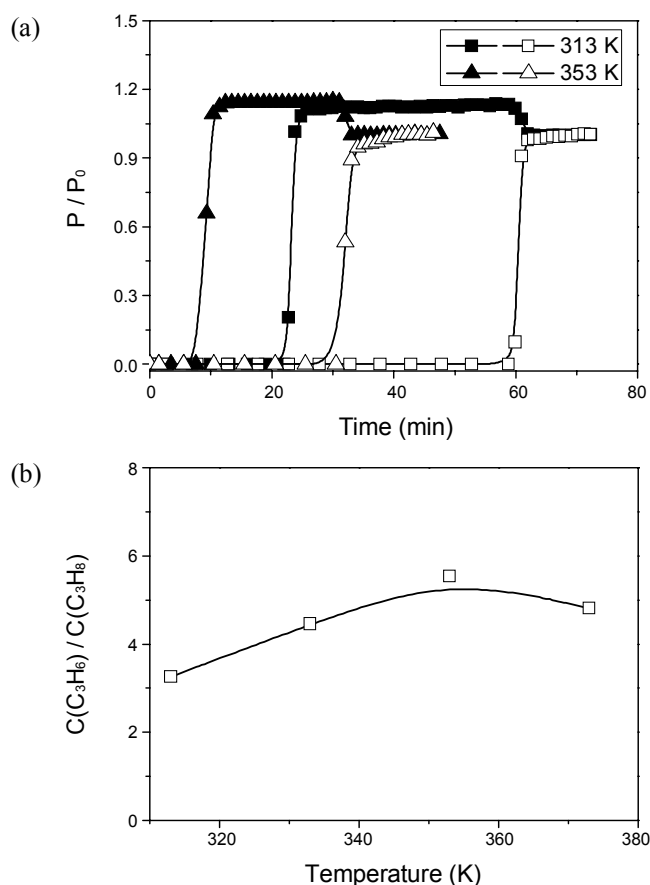 (a)
1.5
1.2
0.9
0.6
0.3
0.0
P / P₀
313 K
353 K
0 20 40 60 80
Time (min)
(b)
8
6
4
2
0
C(C₃H₆) / C(C₃H₈)
320 340 360 380
Temperature (K)